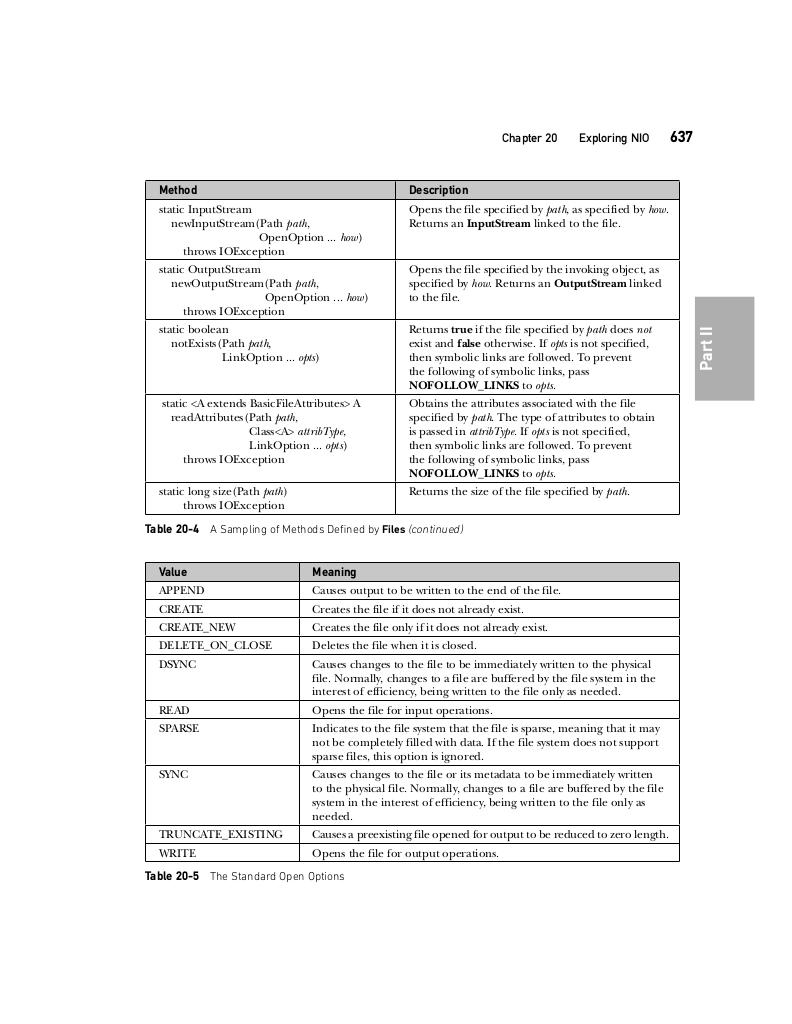 Chapter 20 Exploring NIO 637
Method Description
static InputStream
newInputStream(Path path,
OpenOption ... how)
throws IOException
Opens the file specified by path, as specified by how.
Returns an InputStream linked to the file.
static OutputStream
newOutputStream(Path path,
OpenOption ... how)
throws IOException
Opens the file specified by the invoking object, as
specified by how. Returns an OutputStream linked
to the file.
static boolean
notExists(Path path,
LinkOption ... opts)
Returns true if the file specified by path does not
exist and false otherwise. If opts is not specified,
then symbolic links are followed. To prevent
the following of symbolic links, pass
NOFOLLOW_LINKS to opts.
static <A extends BasicFileAttributes> A
readAttributes(Path path,
Class<A> attribType,
LinkOption ... opts)
throws IOException
Obtains the attributes associated with the file
specified by path. The type of attributes to obtain
is passed in attribType. If opts is not specified,
then symbolic links are followed. To prevent
the following of symbolic links, pass
NOFOLLOW_LINKS to opts.
static long size(Path path)
throws IOException
Returns the size of the file specified by path.
Table 20-4 A Sampling of Methods Defined by Files (continued)
Part II
Value Meaning
APPEND Causes output to be written to the end of the file.
CREATE Creates the file if it does not already exist.
CREATE_NEW Creates the file only if it does not already exist.
DELETE_ON_CLOSE Deletes the file when it is closed.
DSYNC Causes changes to the file to be immediately written to the physical
file. Normally, changes to a file are buffered by the file system in the
interest of efficiency, being written to the file only as needed.
READ Opens the file for input operations.
SPARSE Indicates to the file system that the file is sparse, meaning that it may
not be completely filled with data. If the file system does not support
sparse files, this option is ignored.
SYNC Causes changes to the file or its metadata to be immediately written
to the physical file. Normally, changes to a file are buffered by the file
system in the interest of efficiency, being written to the file only as
needed.
TRUNCATE_EXISTING Causes a preexisting file opened for output to be reduced to zero length.
WRITE Opens the file for output operations.
Table 20-5 The Standard Open Options